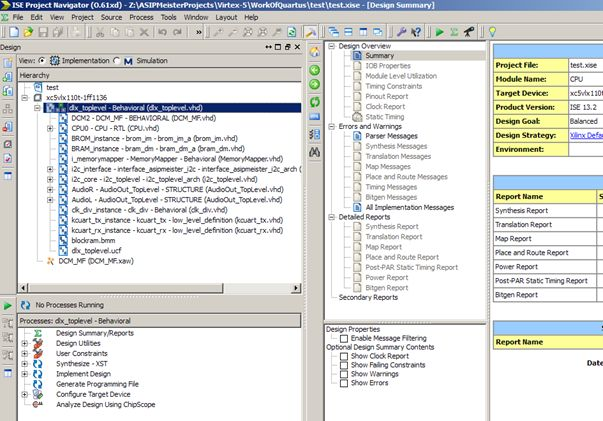 ISE Project Navigator (O.61xd) - Z:\ASIPMeisterProjects\Virtex-5\WorkOfQuartus\test\test.xise - [Design Summary]
File Edit View Project Source Process Tools Window Layout Help
Design
View: Implementation Simulation
Hierarchy
test
xc5vlx110t-1ff1136
dlx_toplevel - Behavioral (dlx_toplevel.vhd)
DCM2 - DCM_MF - BEHAVIORAL (DCM_MF.vhd)
CPU0 - CPU - RTL (CPU.vhd)
BROM_instance - brom_im - brom_im_a (brom_im.vhd)
BRAM_instance - bram_dm - bram_dm_a (bram_dm.vhd)
i_memorymapper - MemoryMapper - Behavioral (MemoryMapper.vhd)
i2c_interface - interface_asipmeister_i2c - interface_asipmeister_i2c_arch (
i2c_core - i2c_toplevel - i2c_toplevel_arch (i2c_toplevel.vhd)
AudioR - AudioOut_TopLevel - STRUCTURE (AudioOut_TopLevel.vhd)
AudioL - AudioOut_TopLevel - STRUCTURE (AudioOut_TopLevel.vhd)
clk_div_instance - clk_div - Behavioral (clk_div.vhd)
kcuart_tx_instance - kcuart_tx - low_level_definition (kcuart_tx.vhd)
kcuart_rx_instance - kcuart_rx - low_level_definition (kcuart_rx.vhd)
blockram.bmm
dlx_toplevel.ucf
DCM_MF (DCM_MF.xaw)
No Processes Running
Processes: dlx_toplevel - Behavioral
Design Summary/Reports
Design Utilities
User Constraints
Synthesize - XST
Implement Design
Generate Programming File
Configure Target Device
Analyze Design Using ChipScope
Design Overview
Summary
IOB Properties
Module Level Utilization
Timing Constraints
Pinout Report
Clock Report
Static Timing
Errors and Warnings
Parser Messages
Synthesis Messages
Translation Messages
Map Messages
Place and Route Messages
Timing Messages
Bitgen Messages
All Implementation Messages
Detailed Reports
Synthesis Report
Translation Report
Map Report
Place and Route Report
Post-PAR Static Timing Report
Power Report
Bitgen Report
Secondary Reports
Design Properties
Enable Message Filtering
Optional Design Summary Contents
Show Clock Report
Show Failing Constraints
Show Warnings
Show Errors
Project File: test.xise
Module Name: CPU
Target Device: xc5vlx110t
Product Version: ISE 13.2
Design Goal: Balanced
Design Strategy: Xilinx Defa
Environment:
Report Name S
Synthesis Report
Translation Report
Map Report
Place and Route Report
Power Report
Post-PAR Static Timing Report
Bitgen Report
Report Name
Date